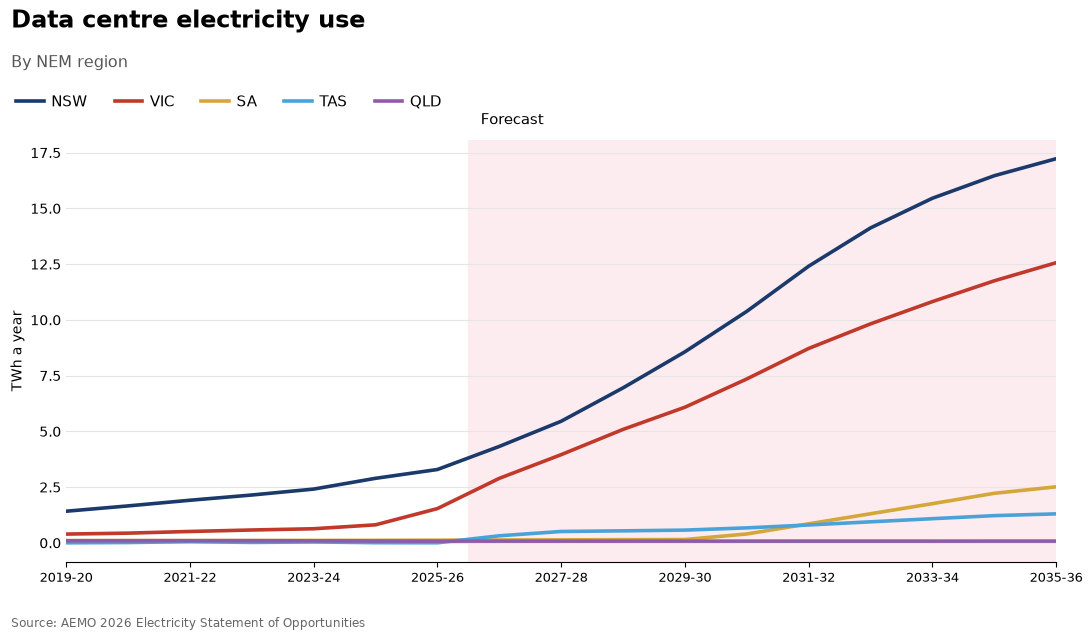 Data centre electricity use
By NEM region
NSW VIC SA TAS QLD
Forecast
TWh a year
17.5
15.0
12.5
10.0
7.5
5.0
2.5
0.0
2019-20 2021-22 2023-24 2025-26 2027-28 2029-30 2031-32 2033-34 2035-36
Source: AEMO 2026 Electricity Statement of Opportunities